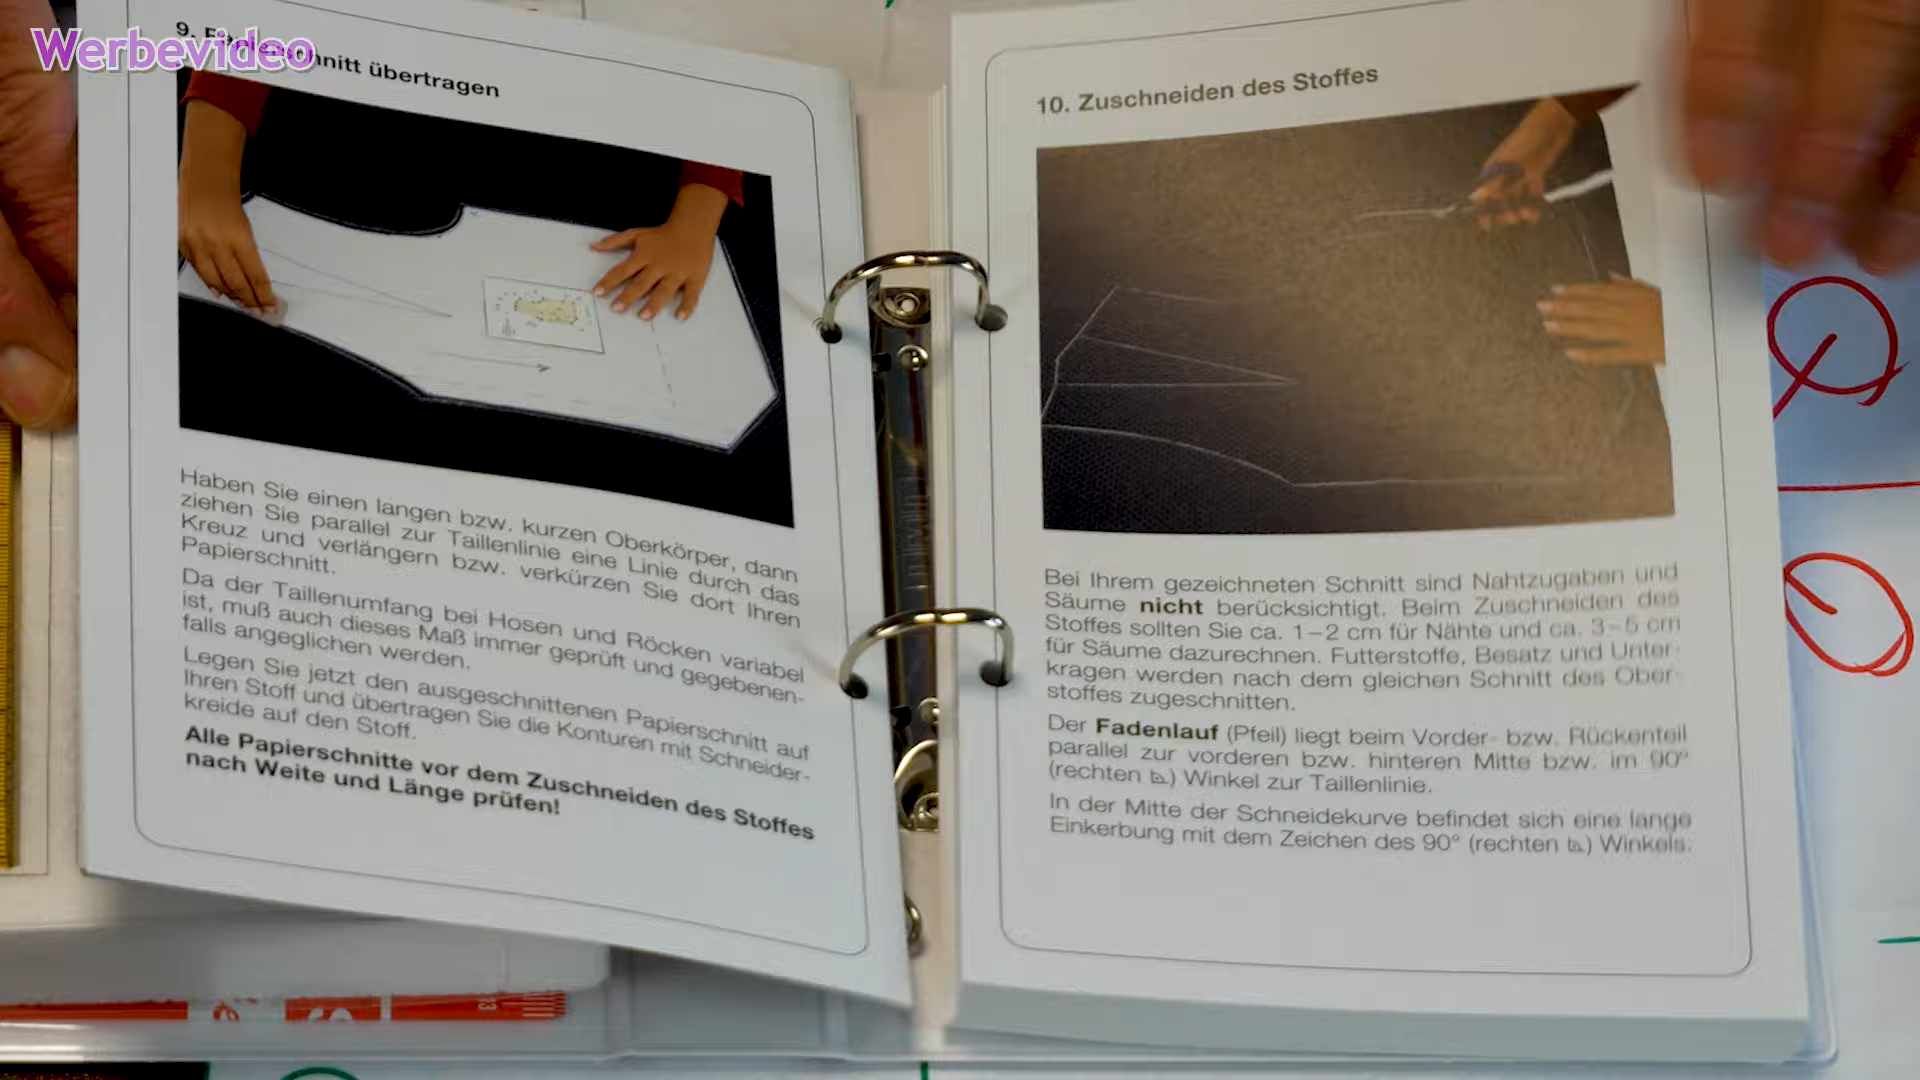 Werbevideo
9. Papierschnitt übertragen
Haben Sie einen langen bzw. kurzen Oberkörper, dann
ziehen Sie parallel zur Taillenlinie eine Linie durch das
Kreuz und verlängern bzw. verkürzen Sie dort Ihren
Papierschnitt.
Da der Taillenumfang bei Hosen und Röcken variabel
ist, muß auch dieses Maß immer geprüft und gegebenen-
falls angeglichen werden.
Legen Sie jetzt den ausgeschnittenen Papierschnitt auf
Ihren Stoff und übertragen Sie die Konturen mit Schneider-
kreide auf den Stoff.
Alle Papierschnitte vor dem Zuschneiden des Stoffes
nach Weite und Länge prüfen!
10. Zuschneiden des Stoffes
Bei Ihrem gezeichneten Schnitt sind Nahtzugaben und
Säume nicht berücksichtigt. Beim Zuschneiden des
Stoffes sollten Sie ca. 1–2 cm für Nähte und ca. 3–5 cm
für Säume dazurechnen. Futterstoffe, Besatz und Unter-
kragen werden nach dem gleichen Schnitt des Ober-
stoffes zugeschnitten.
Der Fadenlauf (Pfeil) liegt beim Vorder- bzw. Rückenteil
parallel zur vorderen bzw. hinteren Mitte bzw. im 90°
(rechten ⊾) Winkel zur Taillenlinie.
In der Mitte der Schneidekurve befindet sich eine lange
Einkerbung mit dem Zeichen des 90° (rechten ⊾) Winkels.